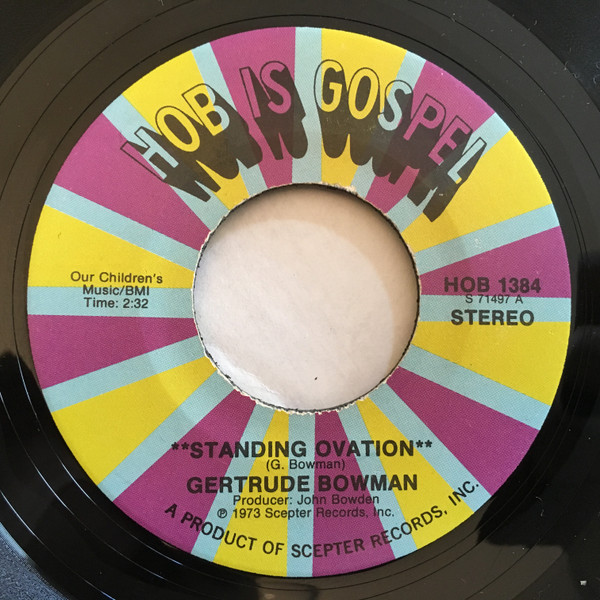 HOB IS GOSPEL
Our Children's
Music/BMI
Time: 2:32
HOB 1384
S 71497 A
STEREO
**STANDING OVATION**
(G. Bowman)
GERTRUDE BOWMAN
Producer: John Bowden
℗ 1973 Scepter Records, Inc.
A PRODUCT OF SCEPTER RECORDS, INC.